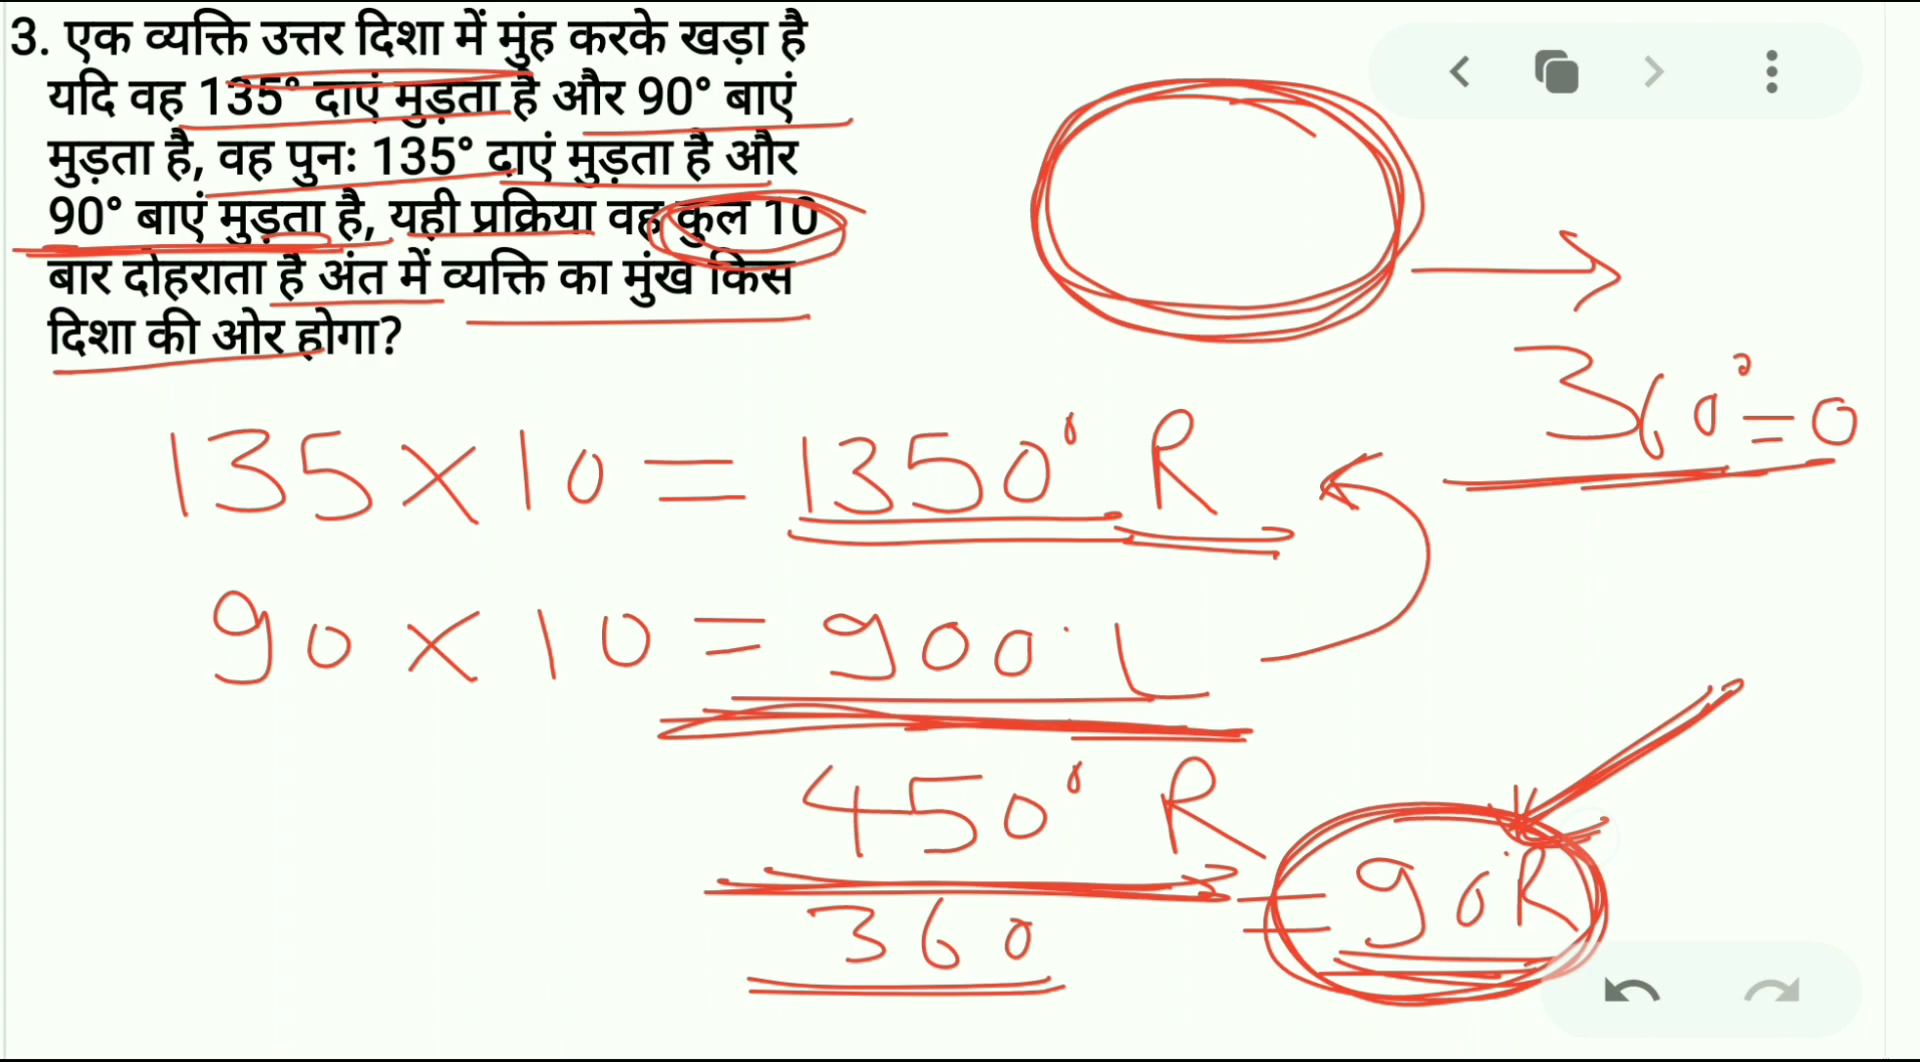 3. एक व्यक्ति उत्तर दिशा में मुंह करके खड़ा है
यदि वह 135° दाएं मुड़ता है और 90° बाएं
मुड़ता है, वह पुनः 135° दाएं मुड़ता है और
90° बाएं मुड़ता है, यही प्रक्रिया वह कुल 10
बार दोहराता है अंत में व्यक्ति का मुंख किस
दिशा की ओर होगा?
360° = 0
135 × 10 = 1350° R
90 × 10 = 900° L
450° R
360
= 90° R